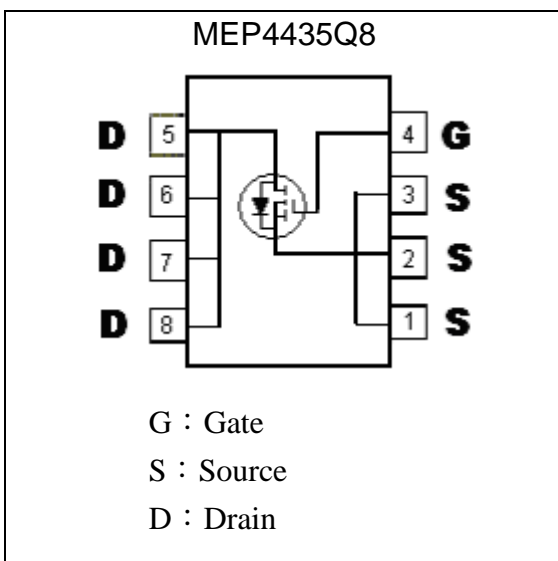 MEP4435Q8
D 5 4 G
D 6 3 S
D 7 2 S
D 8 1 S
G：Gate
S：Source
D：Drain